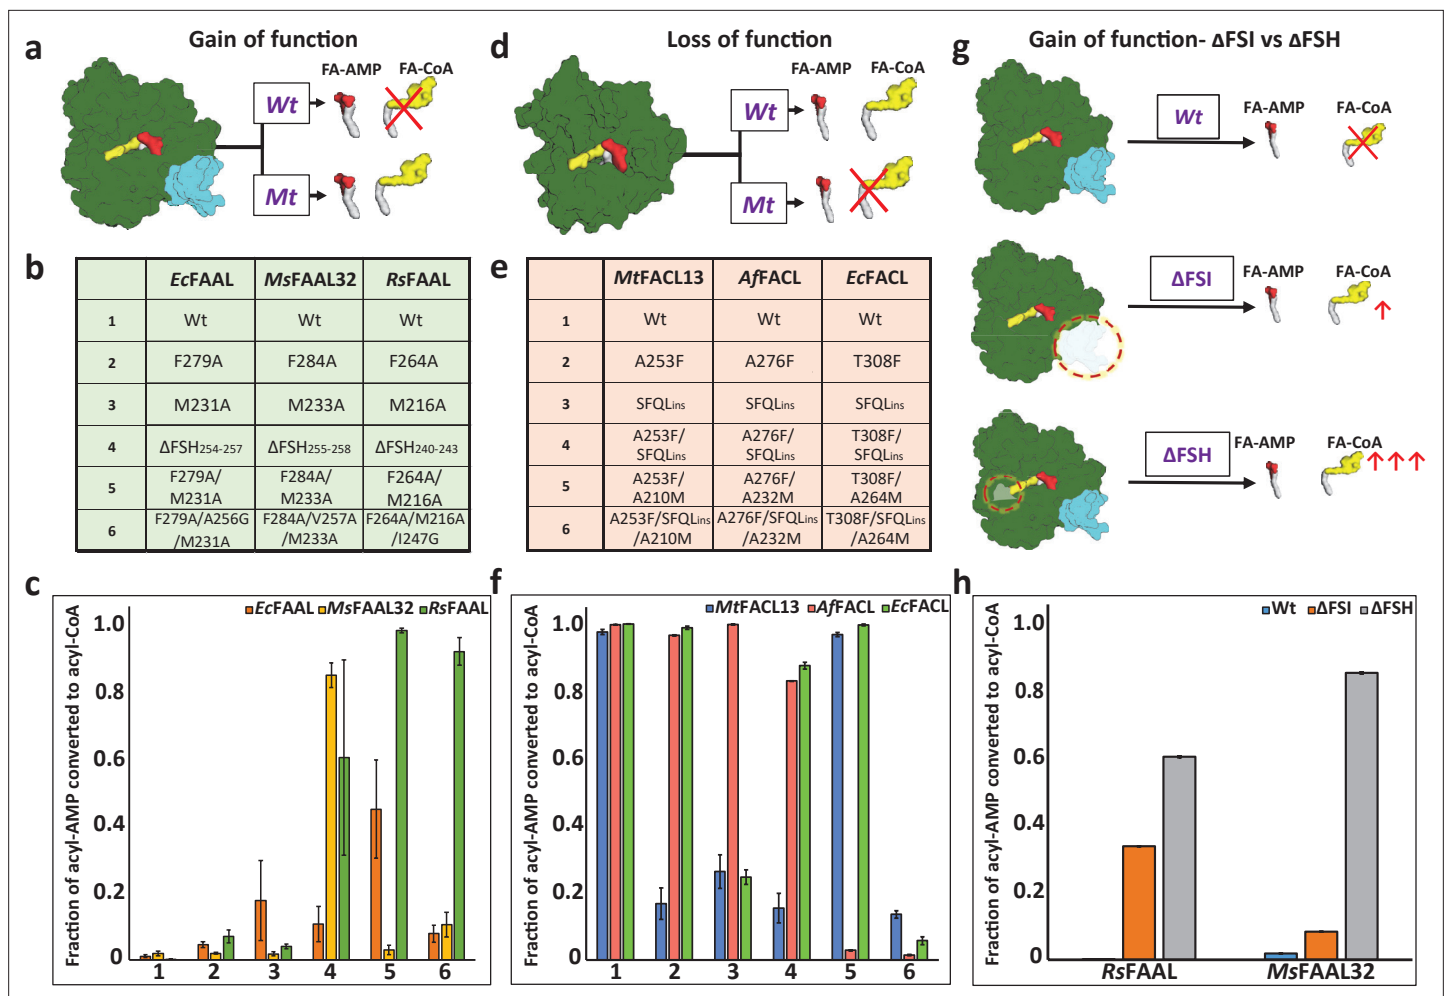 a
Gain of function
FA-AMP
FA-CoA
Wt
Mt
b
EcFAAL MsFAAL32 RsFAAL
1 Wt Wt Wt
2 F279A F284A F264A
3 M231A M233A M216A
4 ΔFSH254-257 ΔFSH255-258 ΔFSH240-243
5 F279A/ F284A/ F264A/
M231A M233A M216A
6 F279A/A256G F284A/V257A F264A/M216A
/M231A /M233A /I247G
c
EcFAAL MsFAAL32 RsFAAL
Fraction of acyl-AMP converted to acyl-CoA
1.0
0.8
0.6
0.4
0.2
0
1 2 3 4 5 6
d
Loss of function
FA-AMP
FA-CoA
Wt
Mt
e
MtFACL13 AfFACL EcFACL
1 Wt Wt Wt
2 A253F A276F T308F
3 SFQLins SFQLins SFQLins
4 A253F/ A276F/ T308F/
SFQLins SFQLins SFQLins
5 A253F/ A276F/ T308F/
A210M A232M A264M
6 A253F/SFQLins A276F/SFQLins T308F/SFQLins
/A210M /A232M /A264M
f
MtFACL13 AfFACL EcFACL
Fraction of acyl-AMP converted to acyl-CoA
1.0
0.8
0.6
0.4
0.2
0
1 2 3 4 5 6
g
Gain of function- ΔFSI vs ΔFSH
Wt
FA-AMP
FA-CoA
ΔFSI
FA-AMP
FA-CoA
ΔFSH
FA-AMP
FA-CoA
h
Wt ΔFSI ΔFSH
Fraction of acyl-AMP converted to acyl-CoA
1.0
0.8
0.6
0.4
0.2
0
RsFAAL MsFAAL32